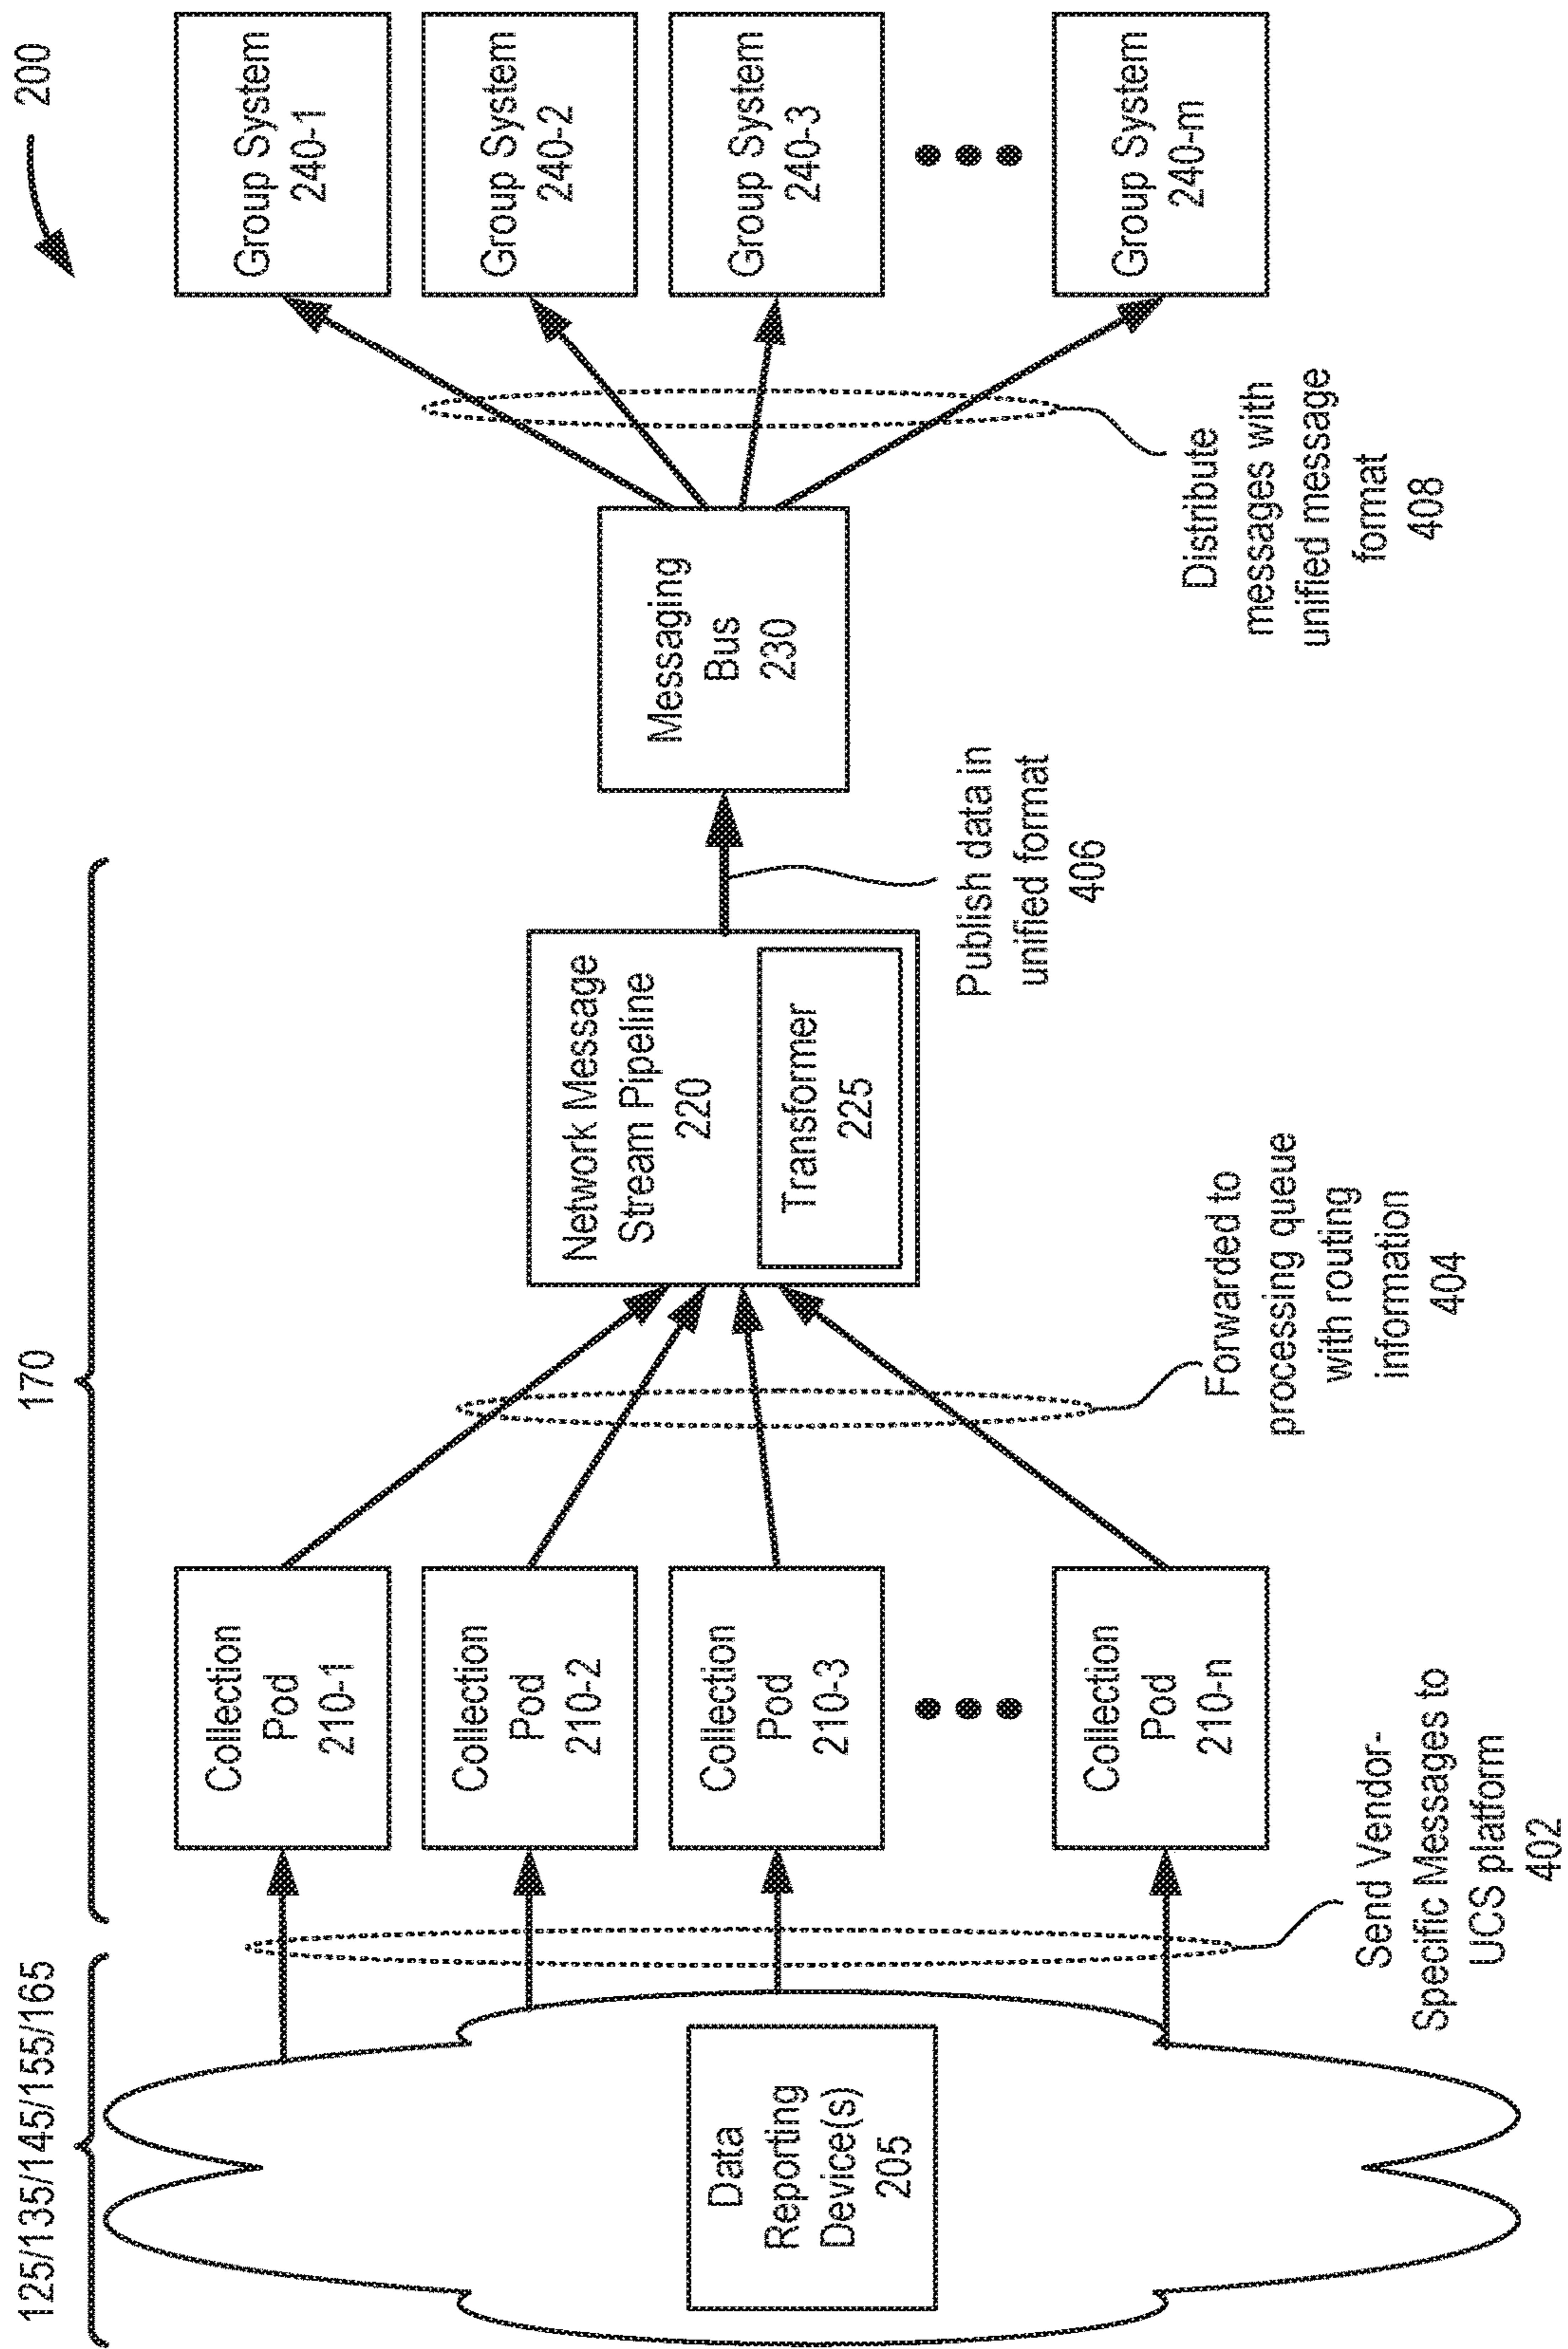 200
125/135/145/155/165
170
Data
Reporting
Device(s)
205
Collection
Pod
210-1
Collection
Pod
210-2
Collection
Pod
210-3
Collection
Pod
210-n
Send Vendor-
Specific Messages to
UCS platform
402
Forwarded to
processing queue
with routing
information
404
Network Message
Stream Pipeline
220
Transformer
225
Publish data in
unified format
406
Messaging
Bus
230
Distribute
messages with
unified message
format
408
Group System
240-1
Group System
240-2
Group System
240-3
Group System
240-m